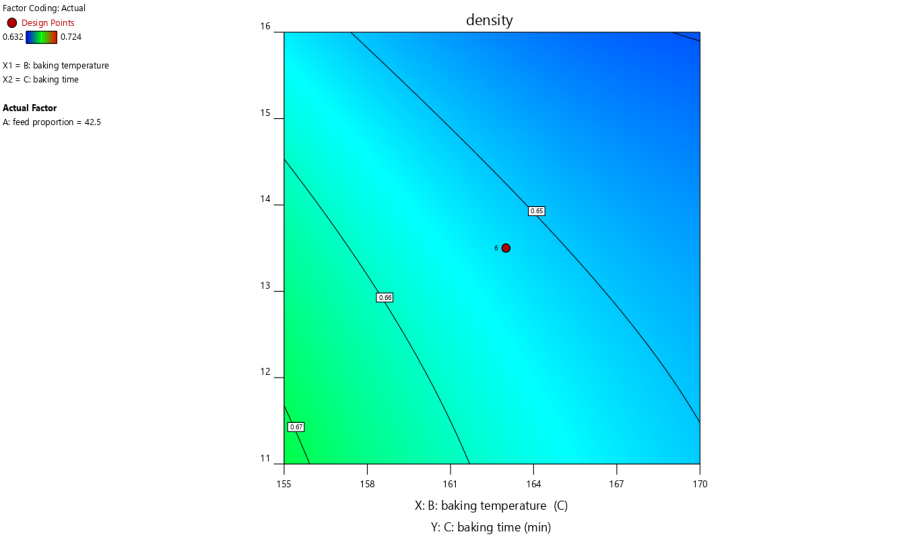 Factor Coding: Actual
Design Points
0.632 0.724
X1 = B: baking temperature
X2 = C: baking time
Actual Factor
A: feed proportion = 42.5
density
16
15
14
13
12
11
0.65
6
0.66
0.67
155 158 161 164 167 170
X: B: baking temperature (C)
Y: C: baking time (min)